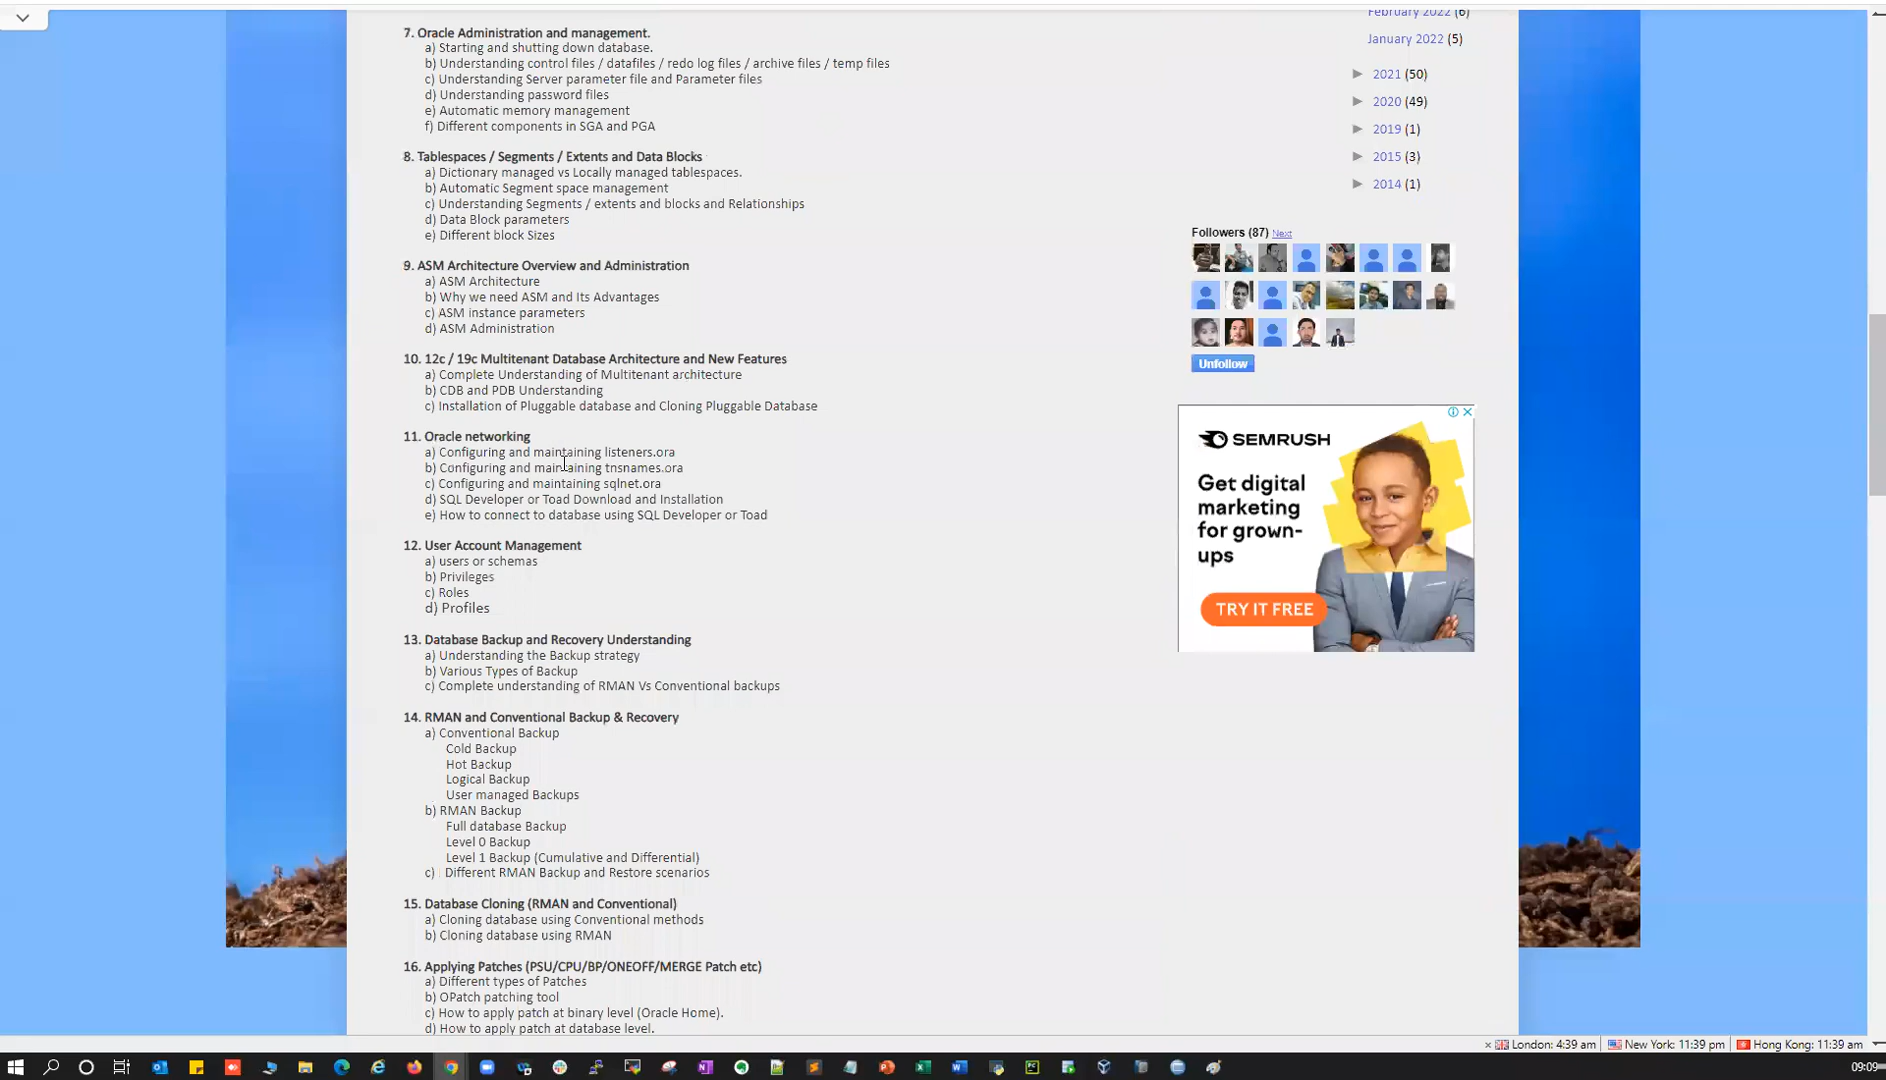 7. Oracle Administration and management.
a) Starting and shutting down database.
b) Understanding control files / datafiles / redo log files / archive files / temp files
c) Understanding Server parameter file and Parameter files
d) Understanding password files
e) Automatic memory management
f) Different components in SGA and PGA
8. Tablespaces / Segments / Extents and Data Blocks
a) Dictionary managed vs Locally managed tablespaces.
b) Automatic Segment space management
c) Understanding Segments / extents and blocks and Relationships
d) Data Block parameters
e) Different block Sizes
9. ASM Architecture Overview and Administration
a) ASM Architecture
b) Why we need ASM and Its Advantages
c) ASM instance parameters
d) ASM Administration
10. 12c / 19c Multitenant Database Architecture and New Features
a) Complete Understanding of Multitenant architecture
b) CDB and PDB Understanding
c) Installation of Pluggable database and Cloning Pluggable Database
11. Oracle networking
a) Configuring and maintaining listeners.ora
b) Configuring and maintaining tnsnames.ora
c) Configuring and maintaining sqlnet.ora
d) SQL Developer or Toad Download and Installation
e) How to connect to database using SQL Developer or Toad
12. User Account Management
a) users or schemas
b) Privileges
c) Roles
d) Profiles
13. Database Backup and Recovery Understanding
a) Understanding the Backup strategy
b) Various Types of Backup
c) Complete understanding of RMAN Vs Conventional backups
14. RMAN and Conventional Backup & Recovery
a) Conventional Backup
Cold Backup
Hot Backup
Logical Backup
User managed Backups
b) RMAN Backup
Full database Backup
Level 0 Backup
Level 1 Backup (Cumulative and Differential)
c) Different RMAN Backup and Restore scenarios
15. Database Cloning (RMAN and Conventional)
a) Cloning database using Conventional methods
b) Cloning database using RMAN
16. Applying Patches (PSU/CPU/BP/ONEOFF/MERGE Patch etc)
a) Different types of Patches
b) OPatch patching tool
c) How to apply patch at binary level (Oracle Home).
d) How to apply patch at database level.
February 2022 (6)
January 2022 (5)
► 2021 (50)
► 2020 (49)
► 2019 (1)
► 2015 (3)
► 2014 (1)
Followers (87) Next
Unfollow
SEMRUSH
Get digital
marketing
for grown-
ups
TRY IT FREE
London: 4:39 am New York: 11:39 pm Hong Kong: 11:39 am
09:09